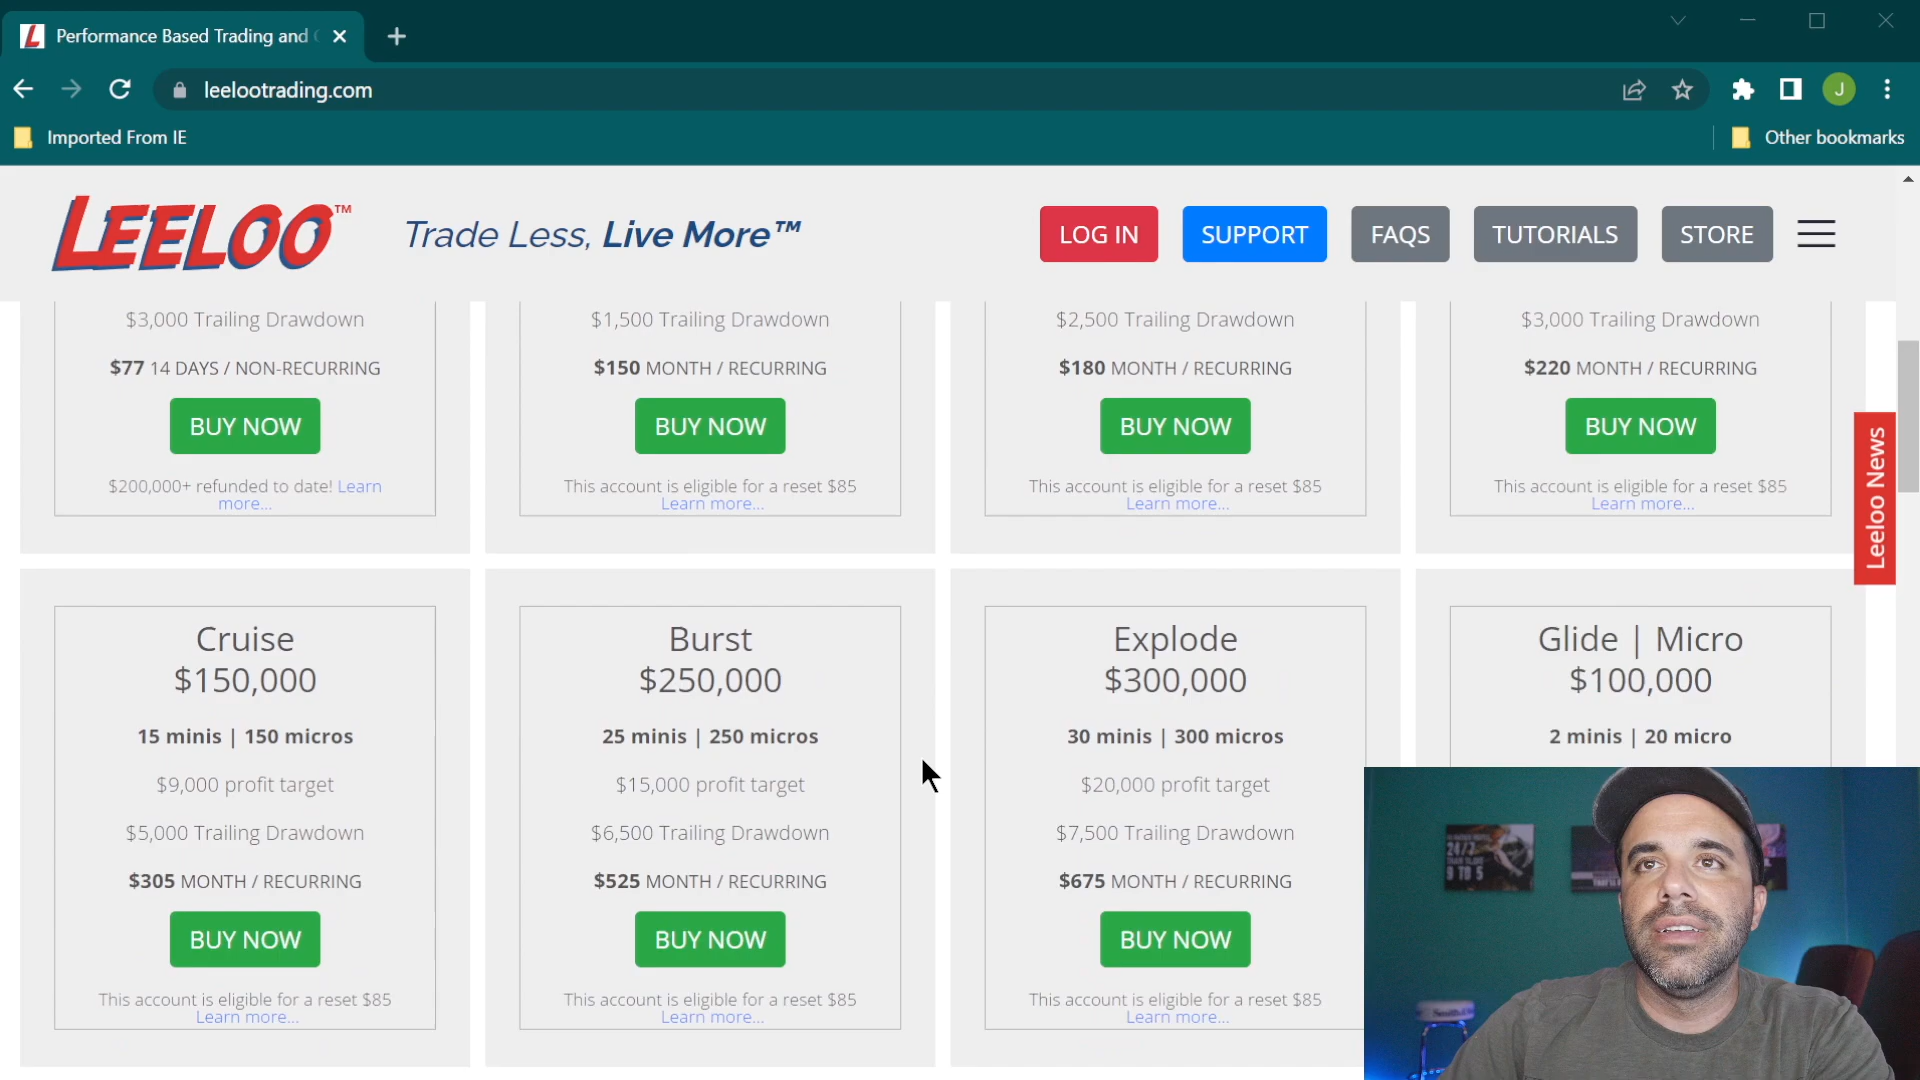 Performance Based Trading and
leelootrading.com
Imported From IE
Other bookmarks
J
LEELOO™
Trade Less, Live More™
LOG IN
SUPPORT
FAQS
TUTORIALS
STORE
$3,000 Trailing Drawdown
$77 14 DAYS / NON-RECURRING
BUY NOW
$200,000+ refunded to date! Learn
more...
$1,500 Trailing Drawdown
$150 MONTH / RECURRING
BUY NOW
This account is eligible for a reset $85
Learn more...
$2,500 Trailing Drawdown
$180 MONTH / RECURRING
BUY NOW
This account is eligible for a reset $85
Learn more...
$3,000 Trailing Drawdown
$220 MONTH / RECURRING
BUY NOW
This account is eligible for a reset $85
Learn more...
Leeloo News
Cruise
$150,000
15 minis | 150 micros
$9,000 profit target
$5,000 Trailing Drawdown
$305 MONTH / RECURRING
BUY NOW
This account is eligible for a reset $85
Learn more...
Burst
$250,000
25 minis | 250 micros
$15,000 profit target
$6,500 Trailing Drawdown
$525 MONTH / RECURRING
BUY NOW
This account is eligible for a reset $85
Learn more...
Explode
$300,000
30 minis | 300 micros
$20,000 profit target
$7,500 Trailing Drawdown
$675 MONTH / RECURRING
BUY NOW
This account is eligible for a reset $85
Learn more...
Glide | Micro
$100,000
2 minis | 20 micro
24/7
9 TO 5